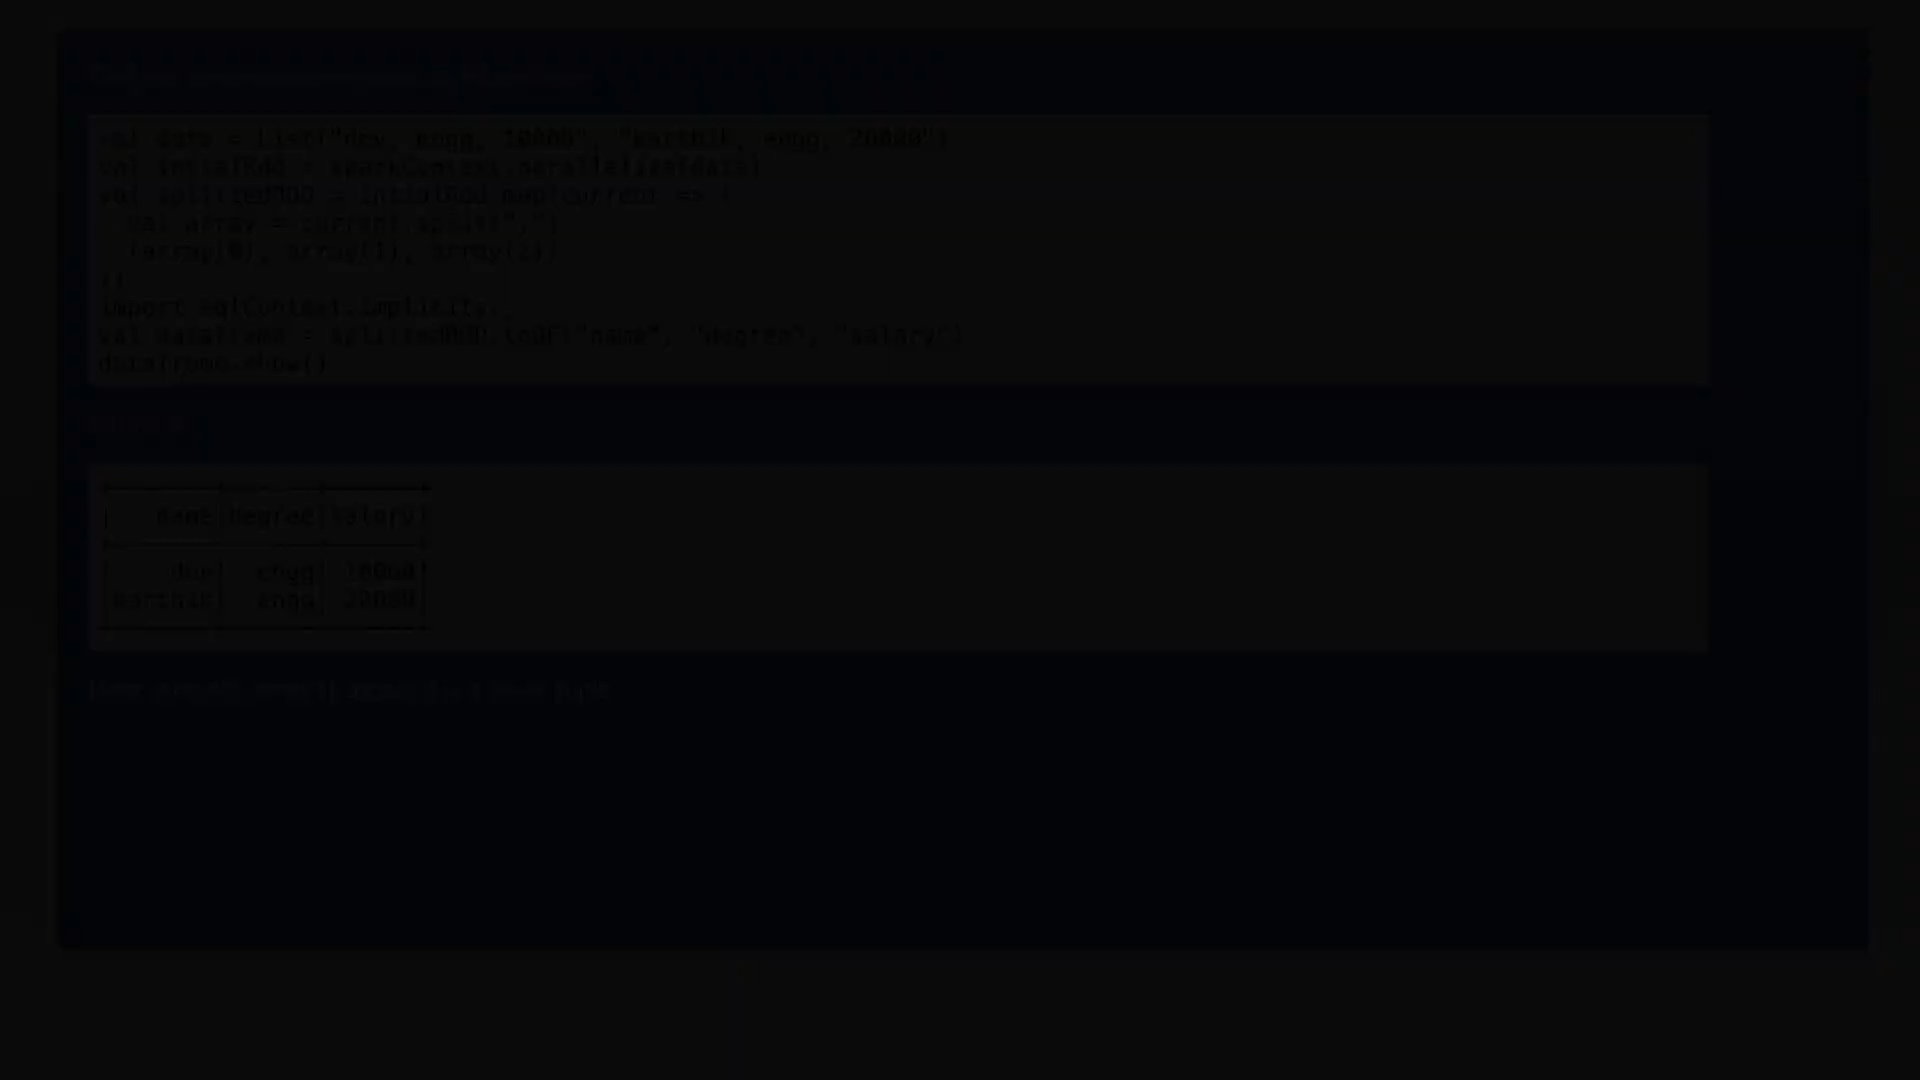 val data = List("dev, engg, 10000", "karthik, engg, 20000")
val intialRdd = sparkContext.parallelize(data)
val splittedRDD = intialRdd.map(current => {
val array = current.split(",")
(array(0), array(1), array(2))
})
import sqlContext.implicits._
val dataframe = splittedRDD.toDF("name", "degree", "salary")
dataframe.show()
+-------+------+------+
|   name|degree|salary|
+-------+------+------+
|    dev|  engg| 10000|
|karthik|  engg| 20000|
+-------+------+------+